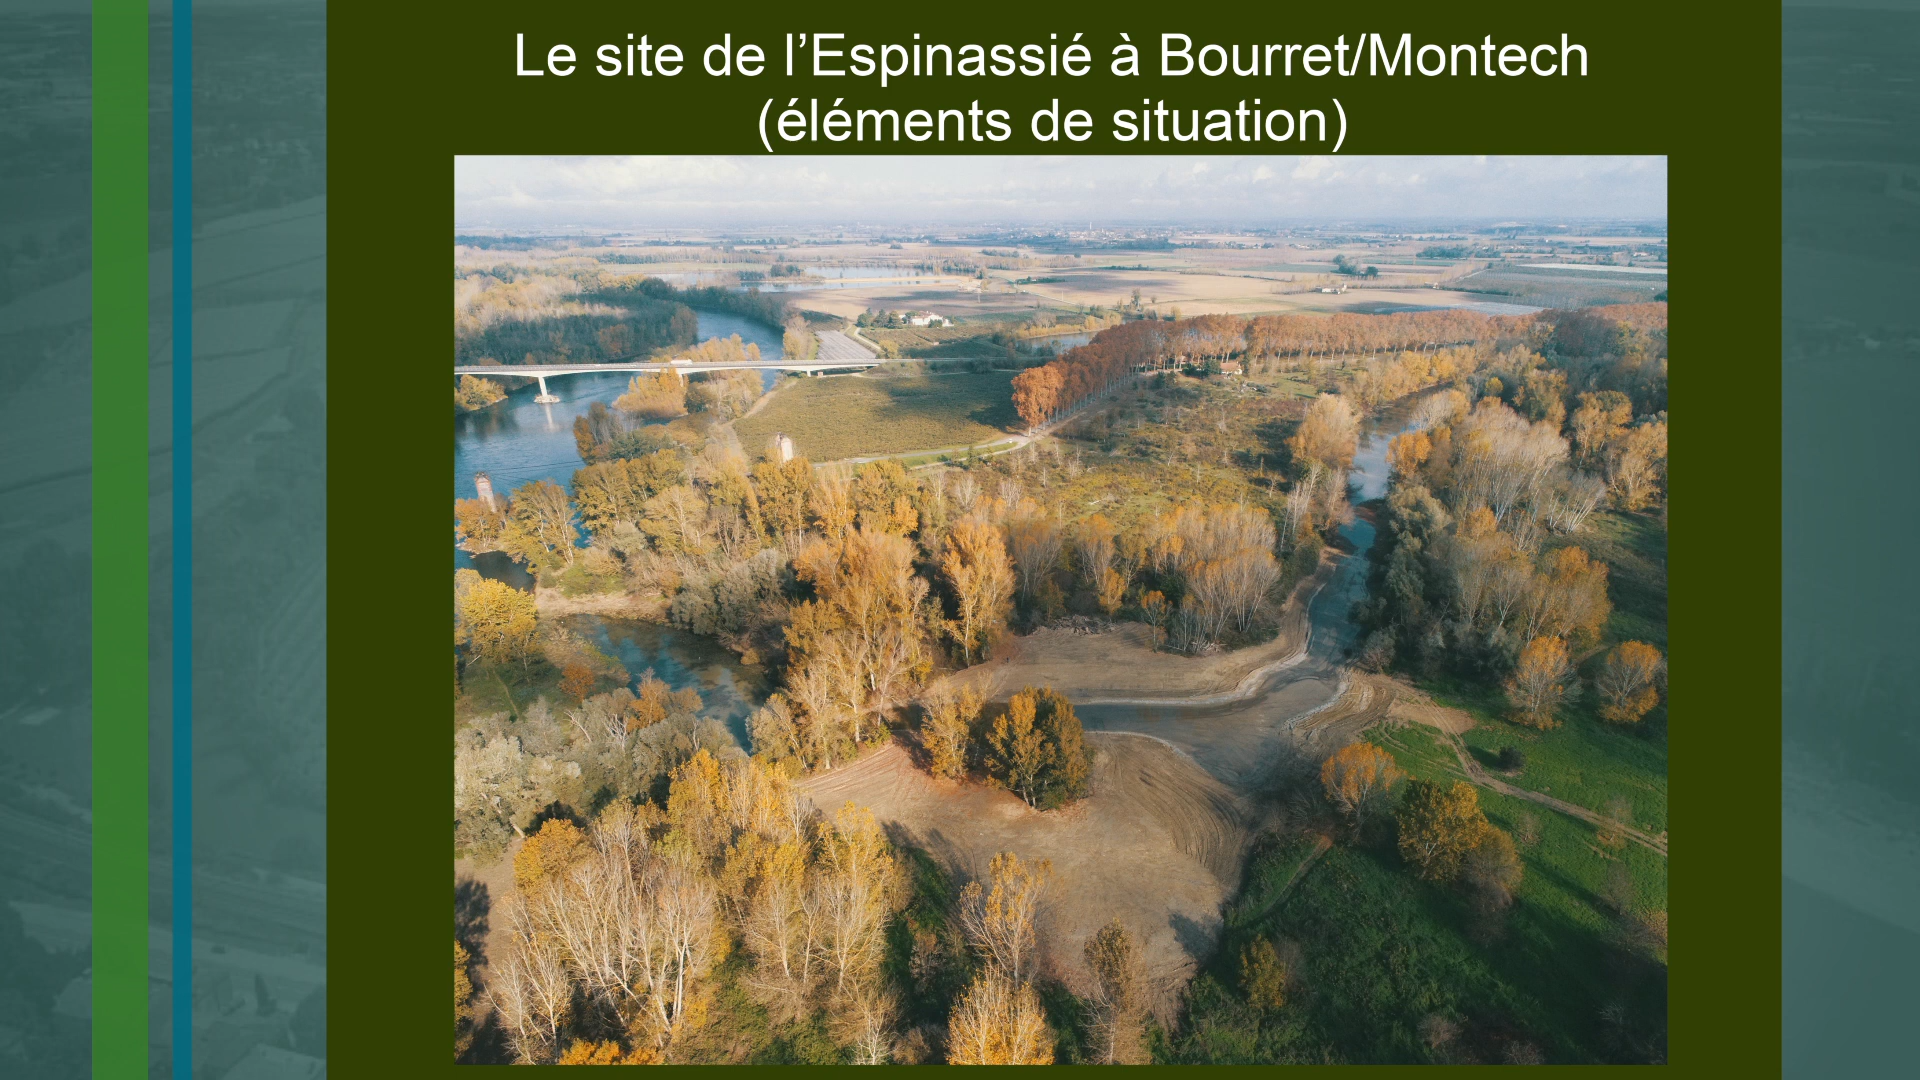 Le site de l’Espinassié à Bourret/Montech
(éléments de situation)